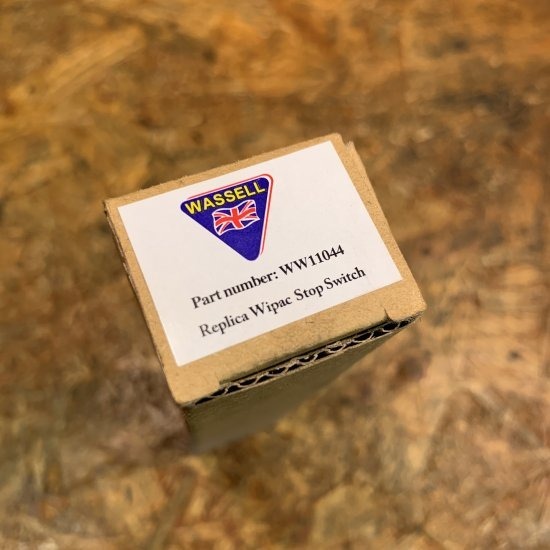 WASSELL
Part number: WW11044
Replica Wipac Stop Switch